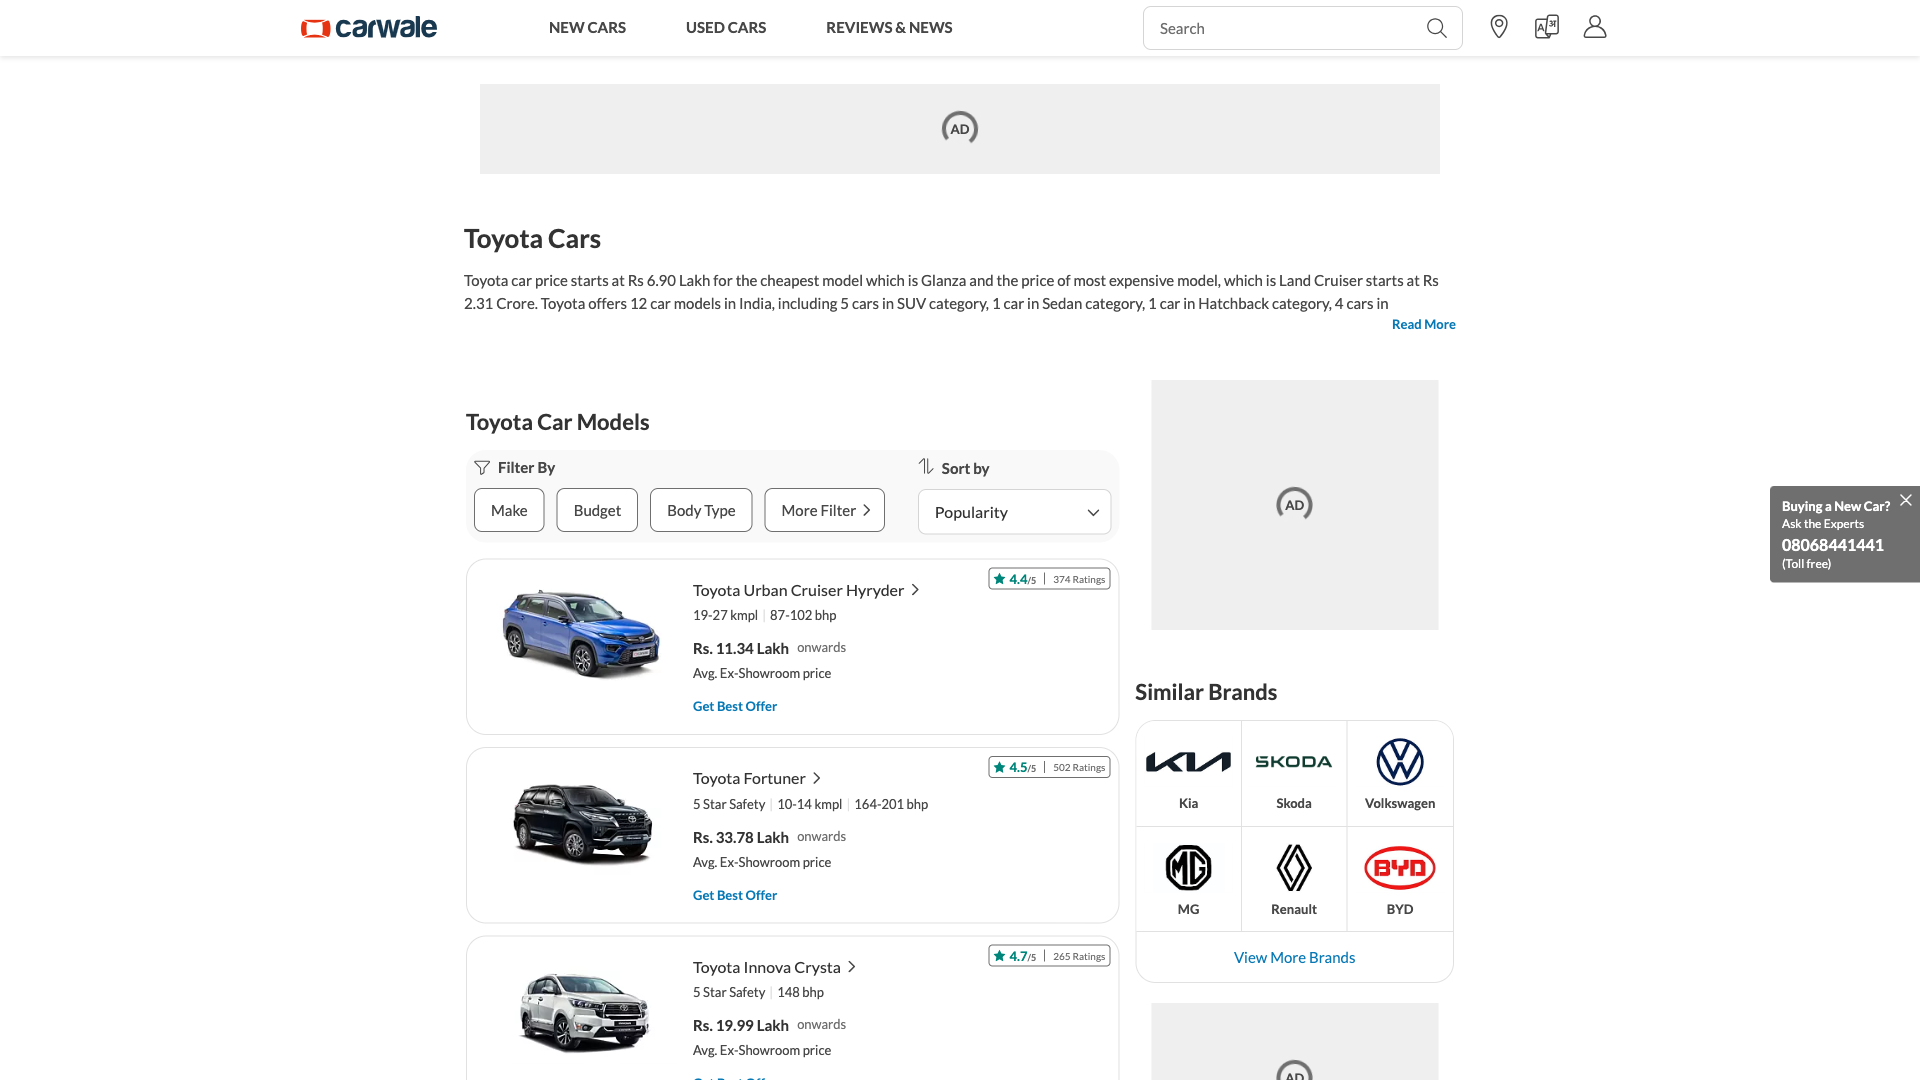 carwale
NEW CARS
USED CARS
REVIEWS & NEWS
Search
AD
Toyota Cars
Toyota car price starts at Rs 6.90 Lakh for the cheapest model which is Glanza and the price of most expensive model, which is Land Cruiser starts at Rs
2.31 Crore. Toyota offers 12 car models in India, including 5 cars in SUV category, 1 car in Sedan category, 1 car in Hatchback category, 4 cars in
Read More
Toyota Car Models
Filter By
Sort by
Make
Budget
Body Type
More Filter
Popularity
Toyota Urban Cruiser Hyryder
4.4/5 | 374 Ratings
19-27 kmpl | 87-102 bhp
Rs. 11.34 Lakh onwards
Avg. Ex-Showroom price
Get Best Offer
Toyota Fortuner
4.5/5 | 502 Ratings
5 Star Safety | 10-14 kmpl | 164-201 bhp
Rs. 33.78 Lakh onwards
Avg. Ex-Showroom price
Get Best Offer
Toyota Innova Crysta
4.7/5 | 265 Ratings
5 Star Safety | 148 bhp
Rs. 19.99 Lakh onwards
Avg. Ex-Showroom price
AD
Buying a New Car?
Ask the Experts
08068441441
(Toll free)
Similar Brands
SKODA
Kia
Skoda
Volkswagen
MG
BYD
MG
Renault
BYD
View More Brands
AD